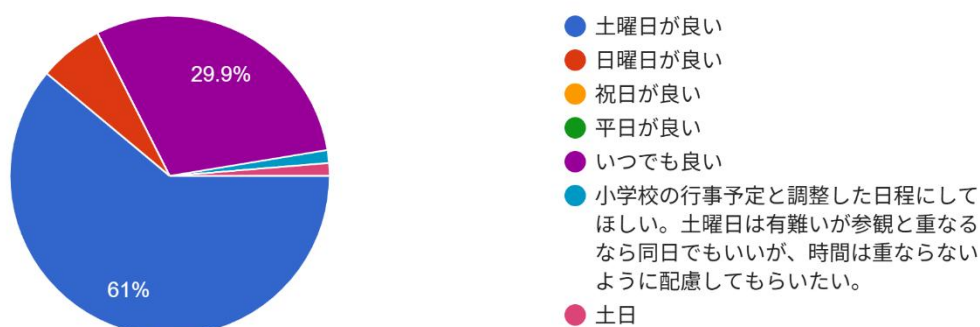 29.9%
61%
土曜日が良い
日曜日が良い
祝日が良い
平日が良い
いつでも良い
小学校の行事予定と調整した日程にして
ほしい。土曜日は有難いが参観と重なる
なら同日でもいいが、時間は重ならない
ように配慮してもらいたい。
土日